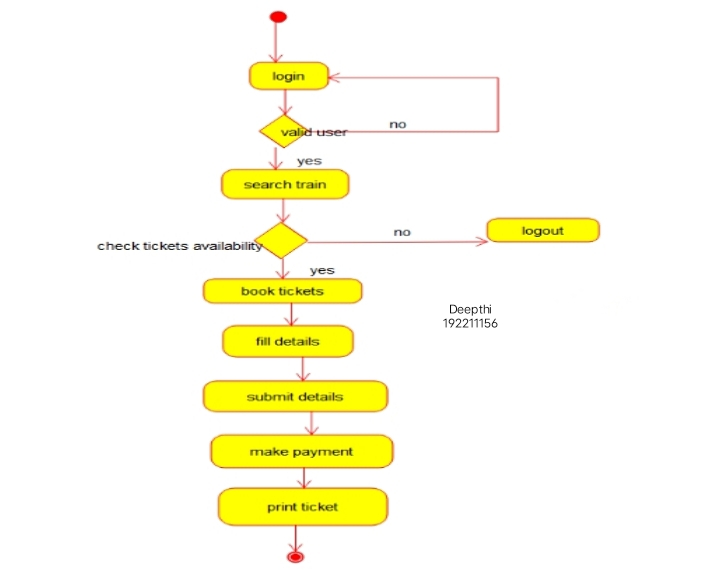 login
valid user
no
yes
search train
check tickets availability
no
logout
yes
book tickets
Deepthi
192211156
fill details
submit details
make payment
print ticket